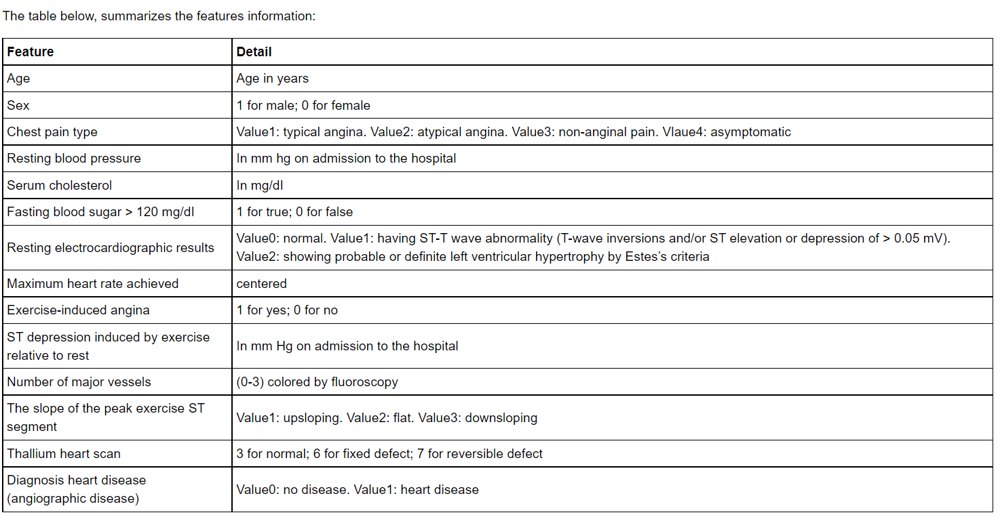 The table below, summarizes the features information:
Feature Detail
Age Age in years
Sex 1 for male; 0 for female
Chest pain type Value1: typical angina. Value2: atypical angina. Value3: non-anginal pain. Vlaue4: asymptomatic
Resting blood pressure In mm hg on admission to the hospital
Serum cholesterol In mg/dl
Fasting blood sugar > 120 mg/dl 1 for true; 0 for false
Resting electrocardiographic results Value0: normal. Value1: having ST-T wave abnormality (T-wave inversions and/or ST elevation or depression of > 0.05 mV).
Value2: showing probable or definite left ventricular hypertrophy by Estes’s criteria
Maximum heart rate achieved centered
Exercise-induced angina 1 for yes; 0 for no
ST depression induced by exercise
relative to rest In mm Hg on admission to the hospital
Number of major vessels (0-3) colored by fluoroscopy
The slope of the peak exercise ST
segment Value1: upsloping. Value2: flat. Value3: downsloping
Thallium heart scan 3 for normal; 6 for fixed defect; 7 for reversible defect
Diagnosis heart disease
(angiographic disease) Value0: no disease. Value1: heart disease